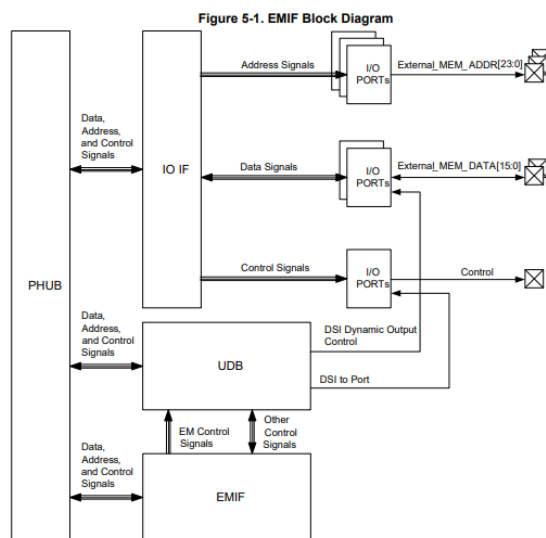 Figure 5-1. EMIF Block Diagram
Address Signals
I/O
PORTs
External_MEM_ADDR[23:0]
Data,
Address,
and Control
Signals
IO IF
Data Signals
I/O
PORTs
External_MEM_DATA[15:0]
Control Signals
I/O
PORTs
Control
PHUB
Data,
Address,
and Control
Signals
UDB
DSI Dynamic Output
Control
DSI to Port
EM Control
Signals
Other
Control
Signals
Data,
Address,
and Control
Signals
EMIF